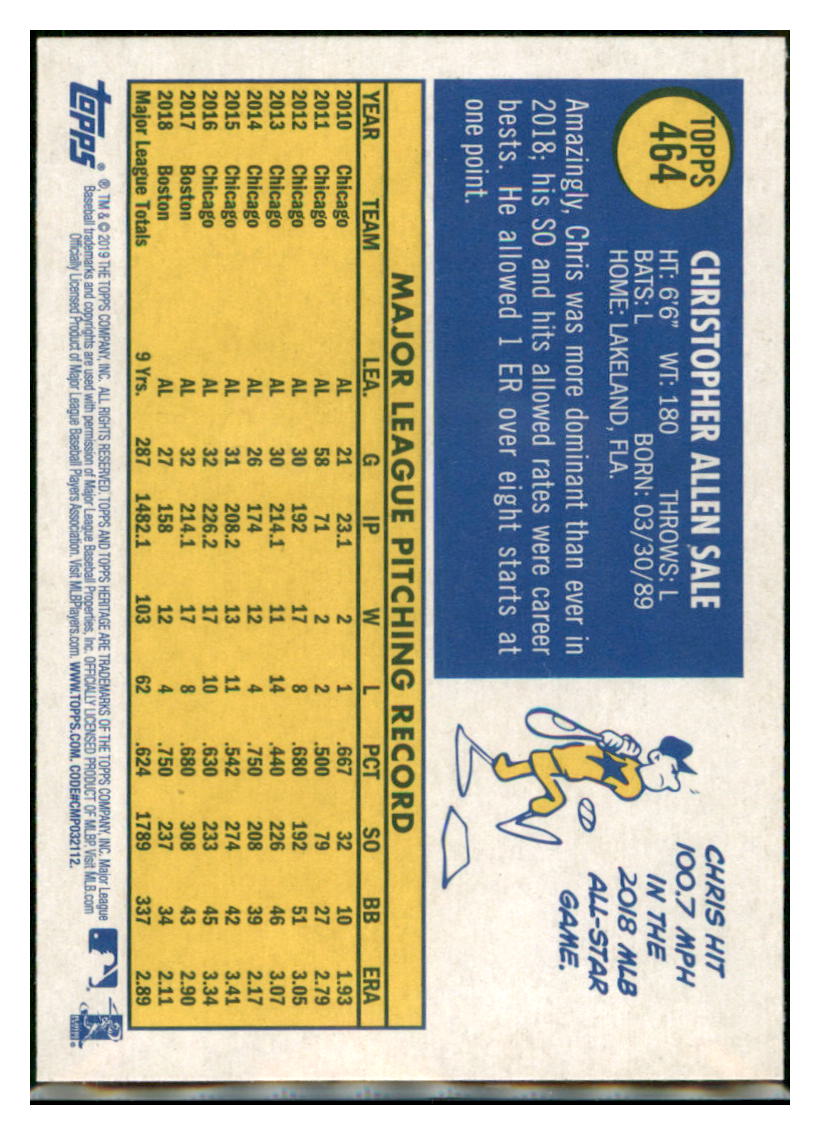 TOPPS
464
CHRISTOPHER ALLEN SALE
HT: 6'6" WT: 180 THROWS: L
BATS: L BORN: 03/30/89
HOME: LAKELAND, FLA.
Amazingly, Chris was more dominant than ever in
2018; his SO and hits allowed rates were career
bests. He allowed 1 ER over eight starts at
one point.
CHRIS HIT
100.7 MPH
IN THE
2018 MLB
ALL-STAR
GAME.
MAJOR LEAGUE PITCHING RECORD
YEAR TEAM LEA. G IP W L PCT SO BB ERA
2010 Chicago AL 21 23.1 2 1 .667 32 10 1.93
2011 Chicago AL 58 71 2 2 .500 79 27 2.79
2012 Chicago AL 30 192 17 8 .680 192 51 3.05
2013 Chicago AL 30 214.1 11 14 .440 226 46 3.07
2014 Chicago AL 26 174 12 4 .750 208 39 2.17
2015 Chicago AL 31 208.2 13 11 .542 274 42 3.41
2016 Chicago AL 32 226.2 17 10 .630 233 45 3.34
2017 Boston AL 32 214.1 17 8 .680 308 43 2.90
2018 Boston AL 27 158 12 4 .750 237 34 2.11
Major League Totals 9 Yrs. 287 1482.1 103 62 .624 1789 337 2.89
topps
®, TM & © 2019 THE TOPPS COMPANY, INC. ALL RIGHTS RESERVED. TOPPS AND TOPPS HERITAGE ARE TRADEMARKS OF THE TOPPS COMPANY, INC. Major League
Baseball trademarks and copyrights are used with permission of Major League Baseball Properties, Inc. OFFICIALLY LICENSED PRODUCT OF MLBP. Visit MLB.com
Officially Licensed Product of Major League Baseball Players Association. Visit MLBPlayers.com. WWW.TOPPS.COM. CODE#CMP032112.